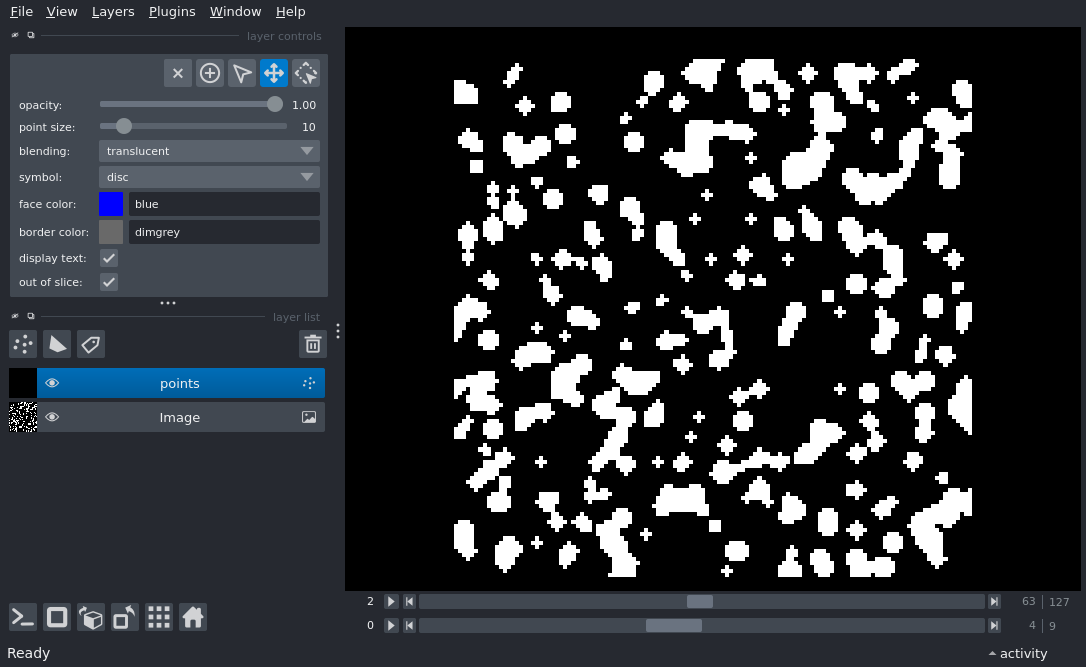 File View Layers Plugins Window Help
layer controls
opacity: 1.00
point size: 10
blending: translucent
symbol: disc
face color: blue
border color: dimgrey
display text:
out of slice:
layer list
points
Image
2 63 127
0 4 9
Ready activity